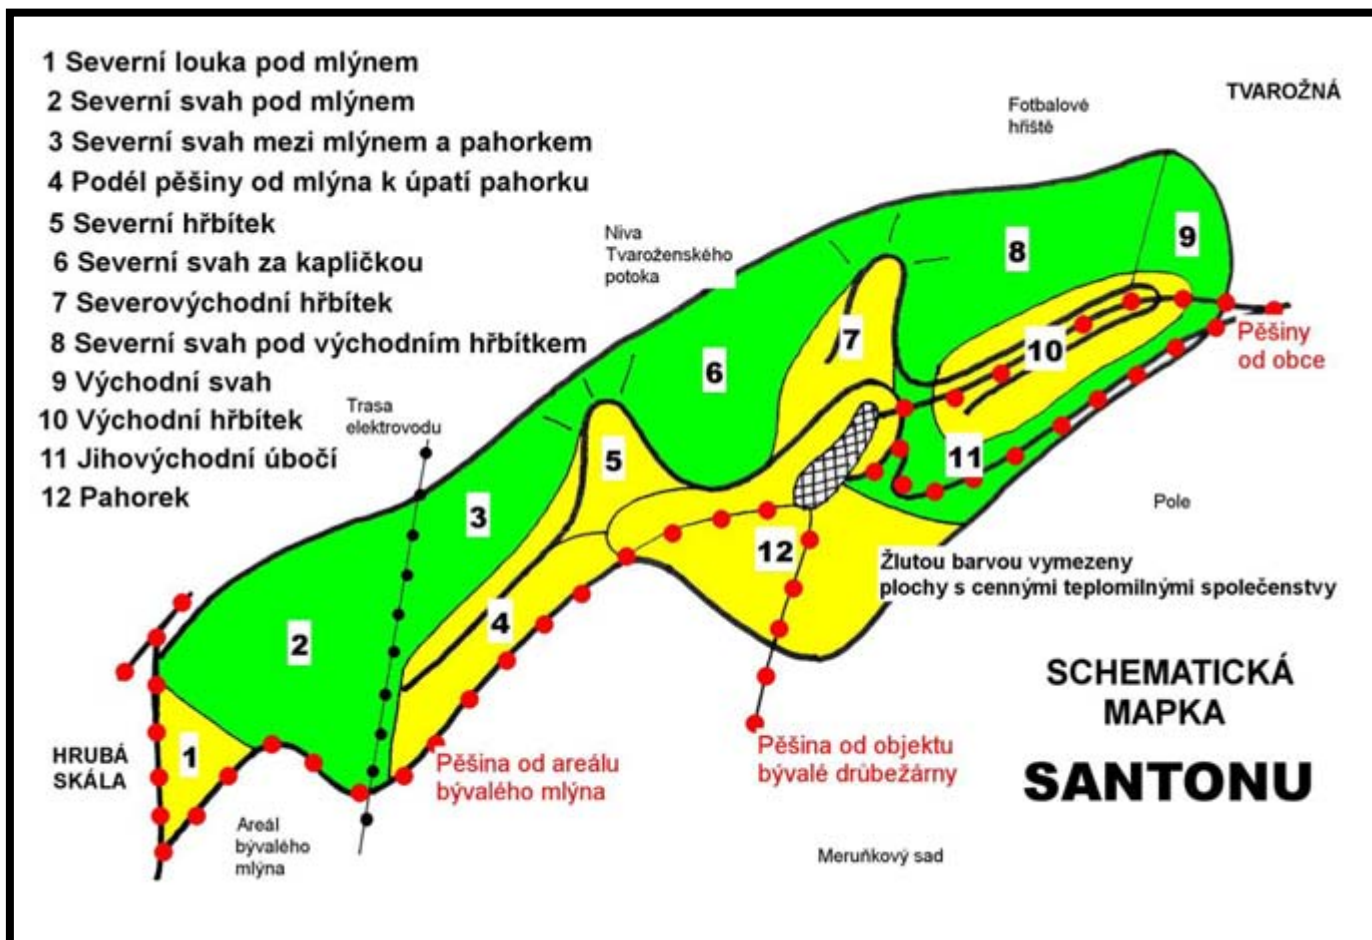 1 Severní louka pod mlýnem
2 Severní svah pod mlýnem
3 Severní svah mezi mlýnem a pahorkem
4 Podél pěšiny od mlýna k úpatí pahorku
5 Severní hřbítek
6 Severní svah za kapličkou
7 Severovýchodní hřbítek
8 Severní svah pod východním hřbítkem
9 Východní svah
10 Východní hřbítek
11 Jihovýchodní úbočí
12 Pahorek
TVAROŽNÁ
Fotbalové
hřiště
Niva
Tvaroženského
potoka
Trasa
elektrovodu
Pěšiny
od obce
9
8
7
10
6
5
11
3
12
4
2
1
Pole
Žlutou barvou vymezeny
plochy s cennými teplomilnými společenstvy
HRUBÁ
SKÁLA
Areál
bývalého
mlýna
Pěšina od areálu
bývalého mlýna
Pěšina od objektu
bývalé drůbežárny
Meruňkový sad
SCHEMATICKÁ
MAPKA
SANTONU